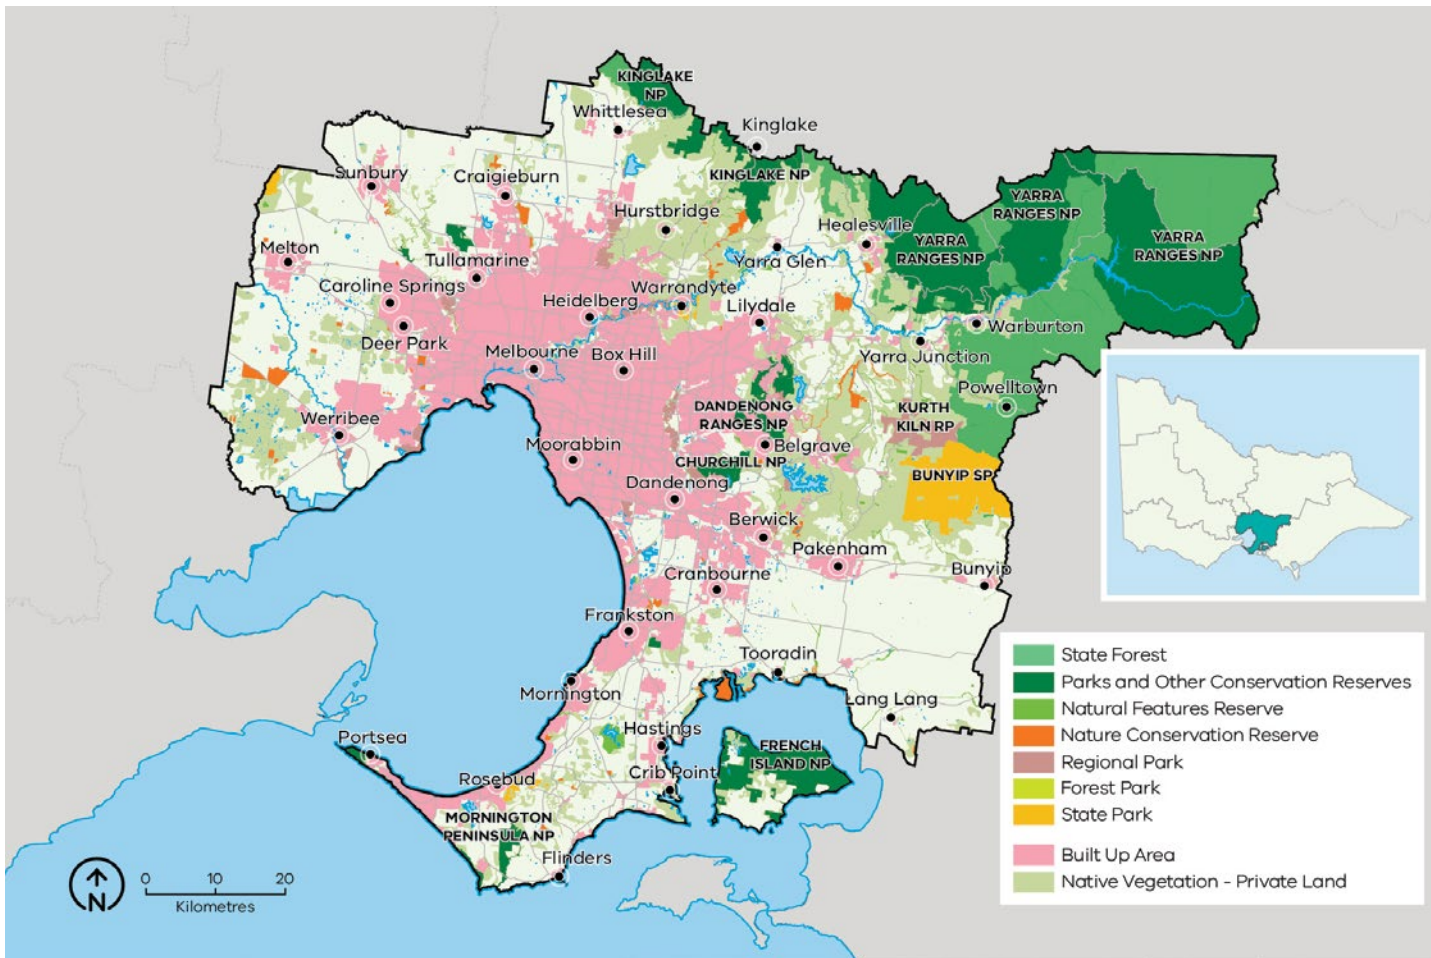 KINGLAKE
NP
Whittlesea
Kinglake
Sunbury
Craigieburn
KINGLAKE NP
YARRA
RANGES NP
Hurstbridge
Healesville
Melton
Tullamarine
Yarra Glen
YARRA
RANGES NP
YARRA
RANGES NP
Caroline Springs
Heidelberg
Warrandyte
Lilydale
Warburton
Deer Park
Melbourne
Box Hill
Yarra Junction
Powelltown
Werribee
DANDENONG
RANGES NP
KURTH
KILN RP
Moorabbin
Belgrave
CHURCHILL NP
BUNYIP SP
Dandenong
Berwick
Pakenham
Bunyip
Cranbourne
Frankston
Tooradin
Mornington
Lang Lang
Portsea
Hastings
FRENCH
ISLAND NP
Rosebud
Crib Point
MORNINGTON
PENINSULA NP
Flinders
N
0 10 20
Kilometres
State Forest
Parks and Other Conservation Reserves
Natural Features Reserve
Nature Conservation Reserve
Regional Park
Forest Park
State Park
Built Up Area
Native Vegetation - Private Land